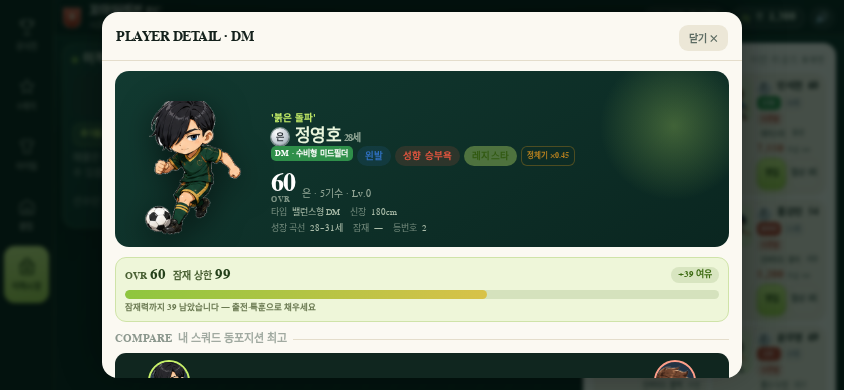 PLAYER DETAIL · DM
닫기 ×
'붉은 돌파'
은 정영호 28세
DM · 수비형 미드필더 왼발 성향 승부욕 레지스타 정체기 ×0.45
60
OVR
은 · 5기수 · Lv.0
타입 밸런스형 DM 신장 180cm
성장 곡선 28-31세 잠재 — 등번호 2
OVR 60 잠재 상한 99
+39 여유
잠재력까지 39 남았습니다 — 출전·특훈으로 채우세요
COMPARE 내 스쿼드 동포지션 최고